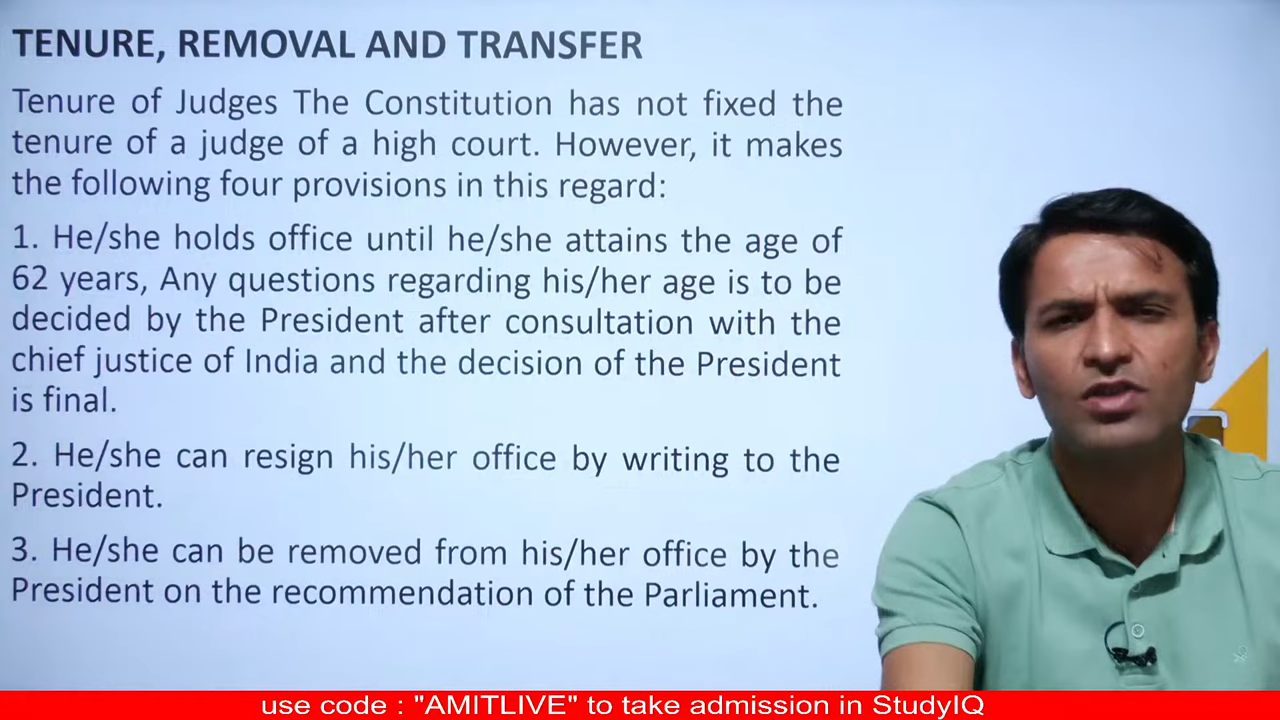 TENURE, REMOVAL AND TRANSFER
Tenure of Judges The Constitution has not fixed the
tenure of a judge of a high court. However, it makes
the following four provisions in this regard:
1. He/she holds office until he/she attains the age of
62 years, Any questions regarding his/her age is to be
decided by the President after consultation with the
chief justice of India and the decision of the President
is final.
2. He/she can resign his/her office by writing to the
President.
3. He/she can be removed from his/her office by the
President on the recommendation of the Parliament.
use code : "AMITLIVE" to take admission in StudyIQ